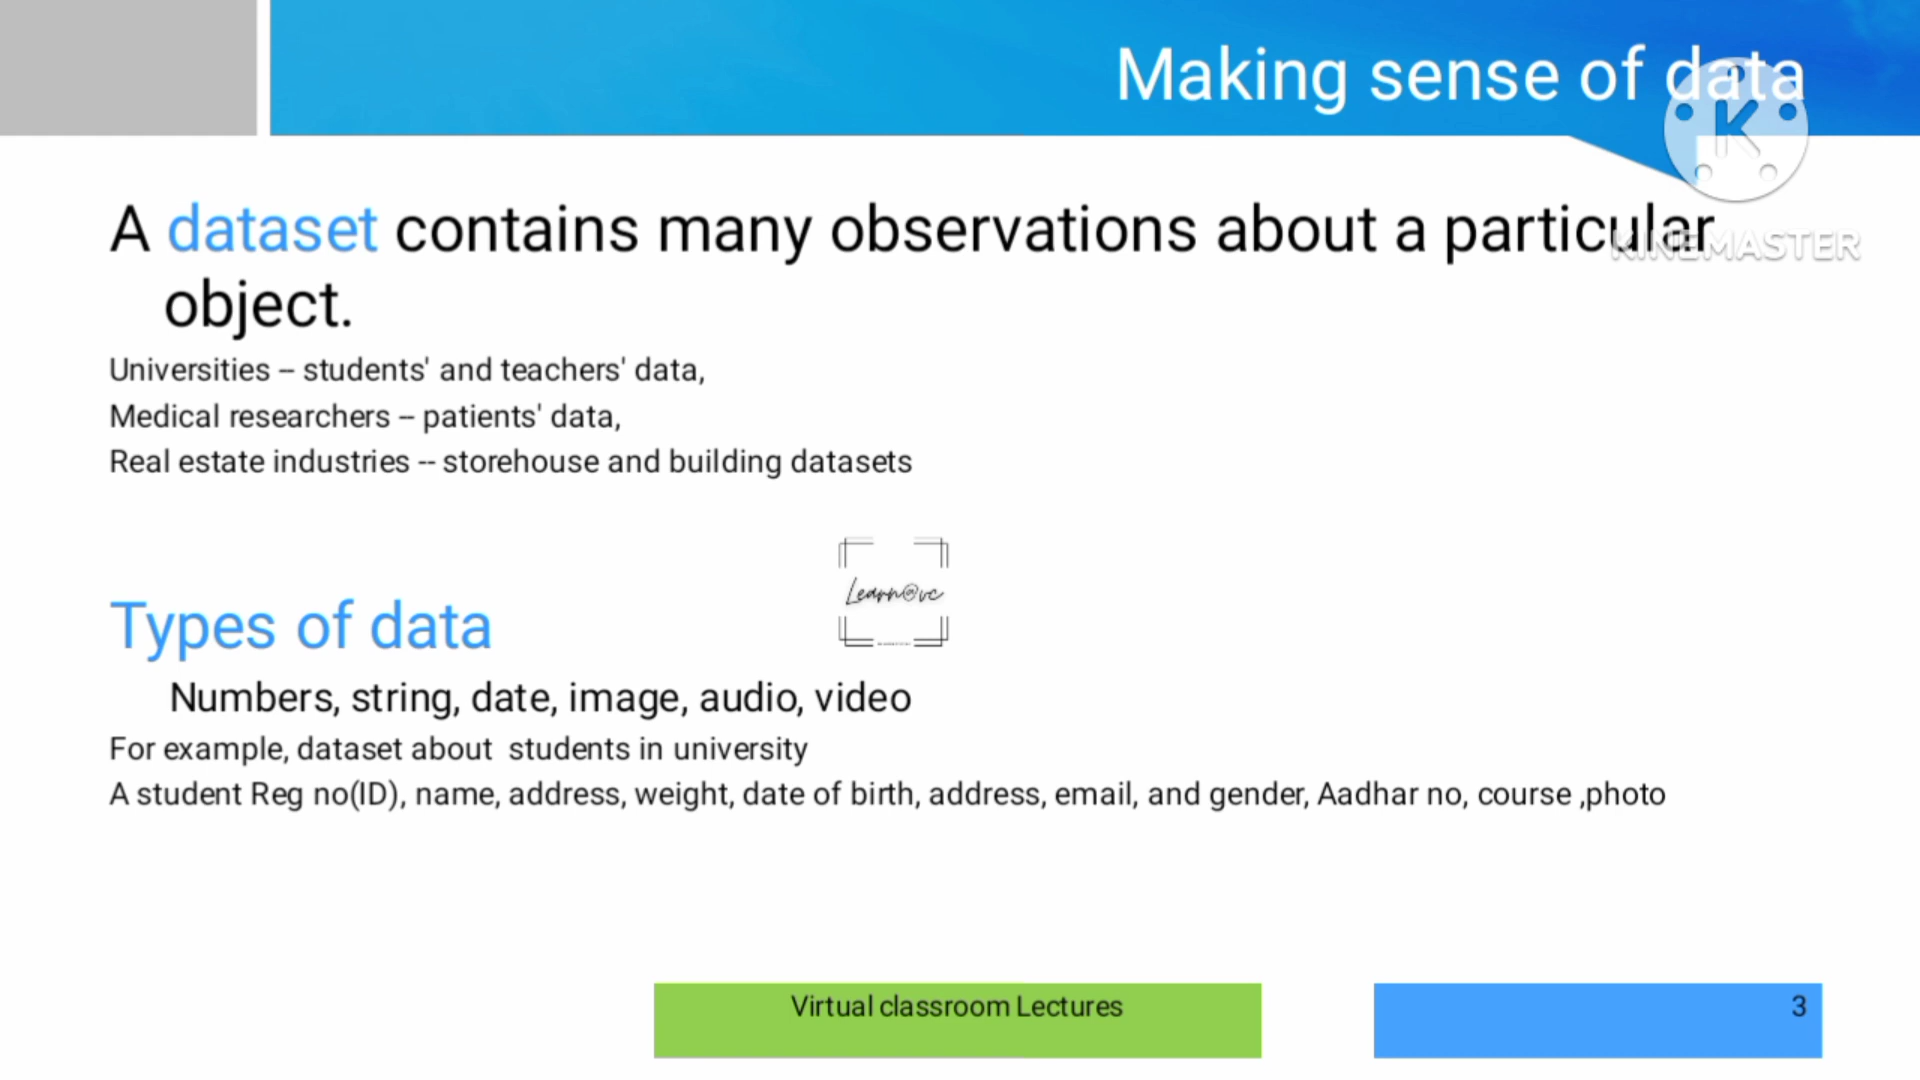 Making sense of data
K
KINEMASTER
A dataset contains many observations about a particular
object.
Universities – students' and teachers' data,
Medical researchers – patients' data,
Real estate industries -- storehouse and building datasets
Learn@vc
Types of data
Numbers, string, date, image, audio, video
For example, dataset about  students in university
A student Reg no(ID), name, address, weight, date of birth, address, email, and gender, Aadhar no, course ,photo
Virtual classroom Lectures
3